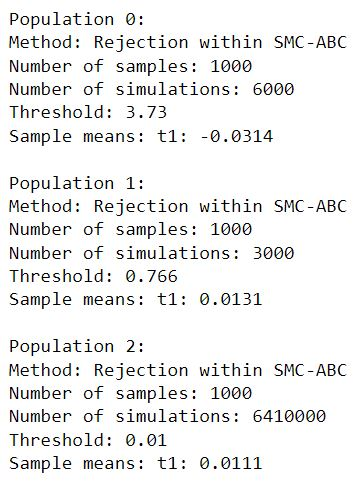 Population 0:
Method: Rejection within SMC-ABC
Number of samples: 1000
Number of simulations: 6000
Threshold: 3.73
Sample means: t1: -0.0314
Population 1:
Method: Rejection within SMC-ABC
Number of samples: 1000
Number of simulations: 3000
Threshold: 0.766
Sample means: t1: 0.0131
Population 2:
Method: Rejection within SMC-ABC
Number of samples: 1000
Number of simulations: 6410000
Threshold: 0.01
Sample means: t1: 0.0111